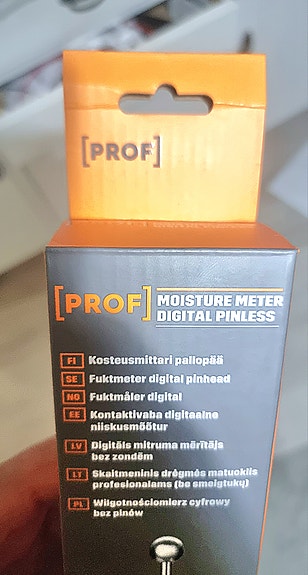 [PROF]
[PROF] MOISTURE METER
DIGITAL PINLESS
FI Kosteusmittari pallopää
SE Fuktmeter digital pinhead
NO Fuktmåler digital
EE Kontaktivaba digitaalne
niiskusmõõtur
LV Digitāls mitruma mērītājs
bez zondēm
LT Skaitmeninis drėgmės matuoklis
profesionalams (be smeigtukų)
PL Wilgotnościomierz cyfrowy
bez pinów